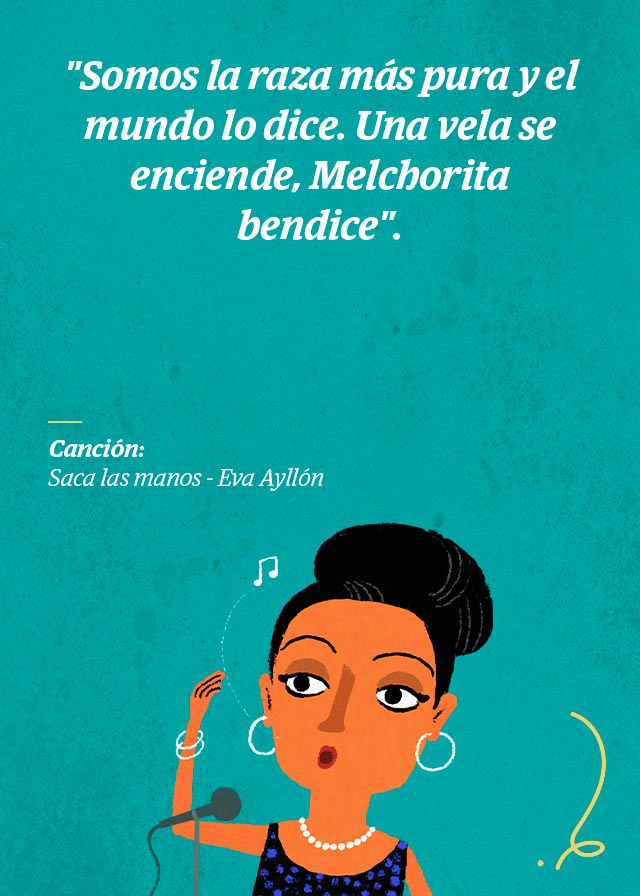 "Somos la raza más pura y el
mundo lo dice. Una vela se
enciende, Melchorita
bendice".
Canción:
Saca las manos - Eva Ayllón